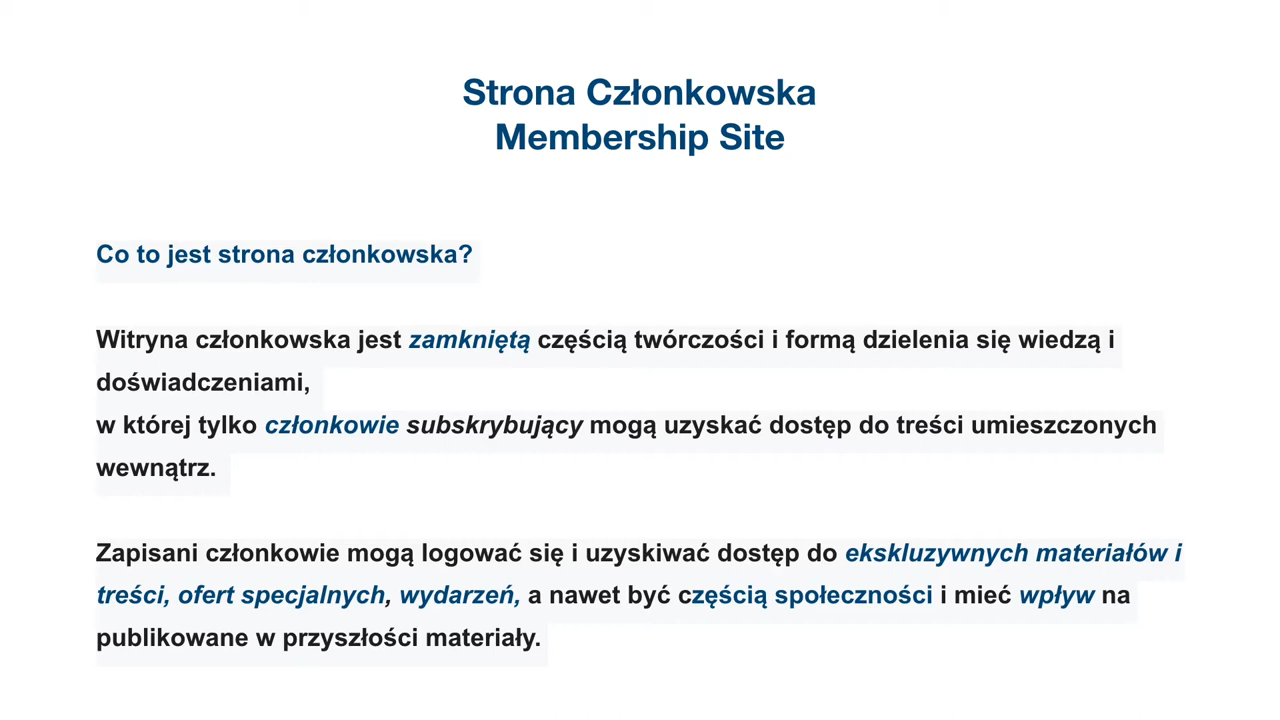 Strona Członkowska
Membership Site
Co to jest strona członkowska?
Witryna członkowska jest zamkniętą częścią twórczości i formą dzielenia się wiedzą i
doświadczeniami,
w której tylko członkowie subskrybujący mogą uzyskać dostęp do treści umieszczonych
wewnątrz.
Zapisani członkowie mogą logować się i uzyskiwać dostęp do ekskluzywnych materiałów i
treści, ofert specjalnych, wydarzeń, a nawet być częścią społeczności i mieć wpływ na
publikowane w przyszłości materiały.